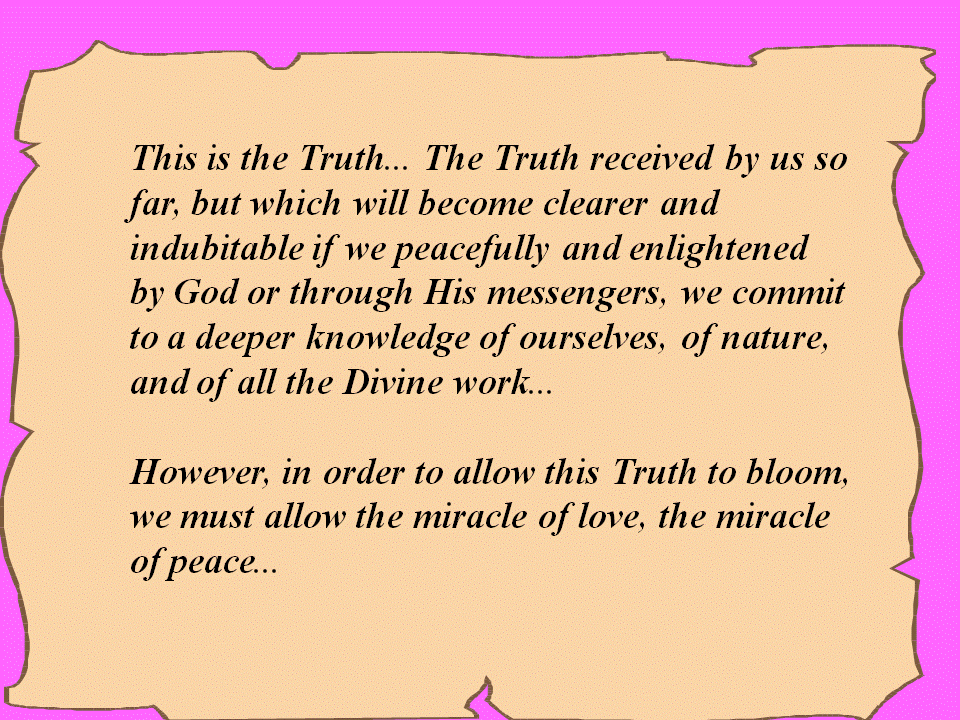 This is the Truth... The Truth received by us so
far, but which will become clearer and
indubitable if we peacefully and enlightened
by God or through His messengers, we commit
to a deeper knowledge of ourselves, of nature,
and of all the Divine work...
However, in order to allow this Truth to bloom,
we must allow the miracle of love, the miracle
of peace...